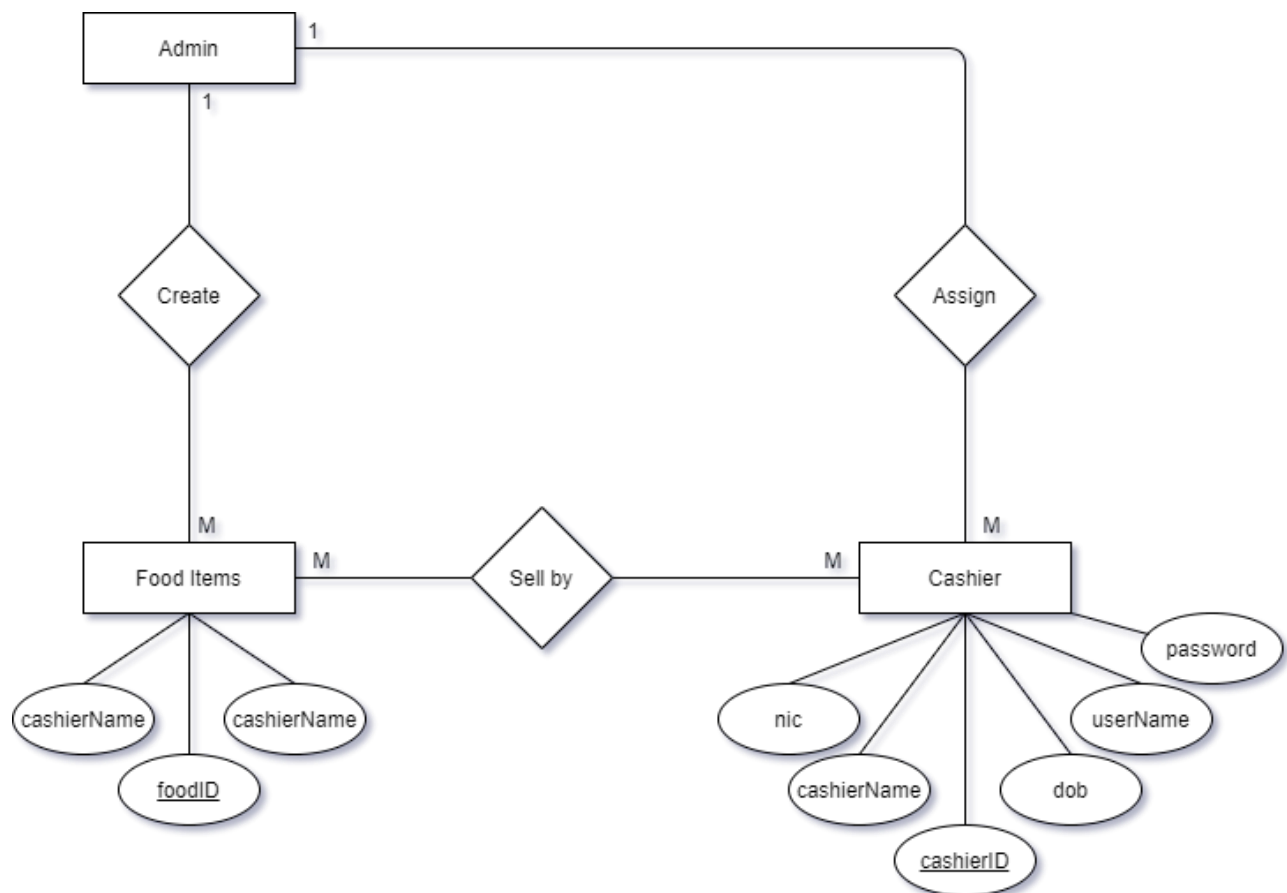 Admin
1
1
Create
Assign
M
M
Food Items
M
Sell by
M
Cashier
password
cashierName
cashierName
nic
userName
foodID
cashierName
dob
cashierID